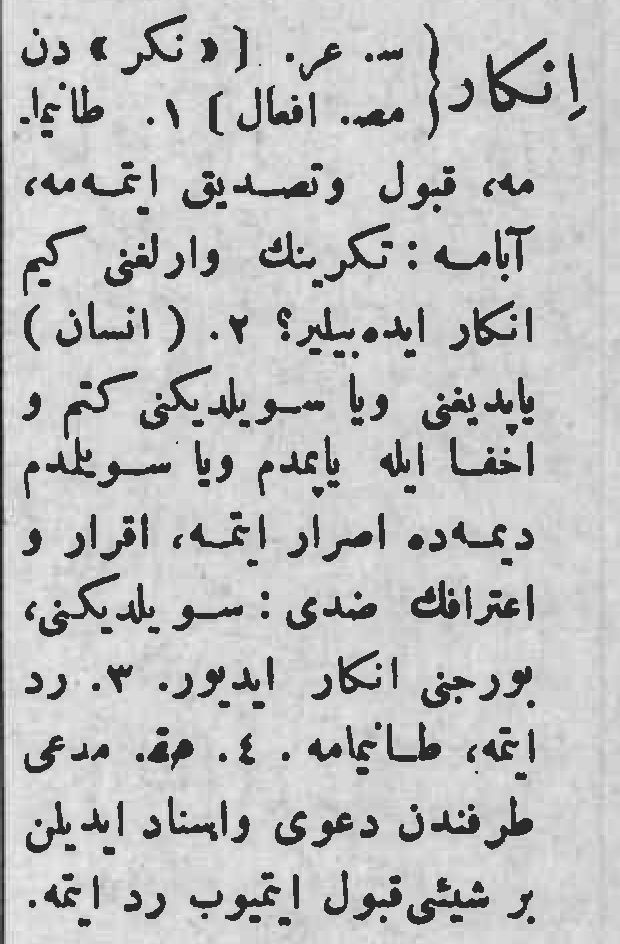 اِنكار { س. عر. [ « نكر » دن
مص. افعال ] ١. طانيما.
مه، قبول وتصديق ايتمه‌مه،
آبامه : تكرينك وارلغنى كيم
انكار ايده‌بيلير؟ ٢. ( انسان )
ياپديغنى ويا سويلديكنى كتم و
اخفا ايله ياپمدم ويا سويلمدم
ديمه‌ده اصرار ايتمه، اقرار و
اعترافك ضدى : سويلديكنى،
بورجنى انكار ايديور. ٣. رد
ايتمه، طانيمامه. ٤. حقـ. مدعى
طرفندن دعوى واسناد ايديلن
بر شيئى قبول ايتميوب رد ايتمه.